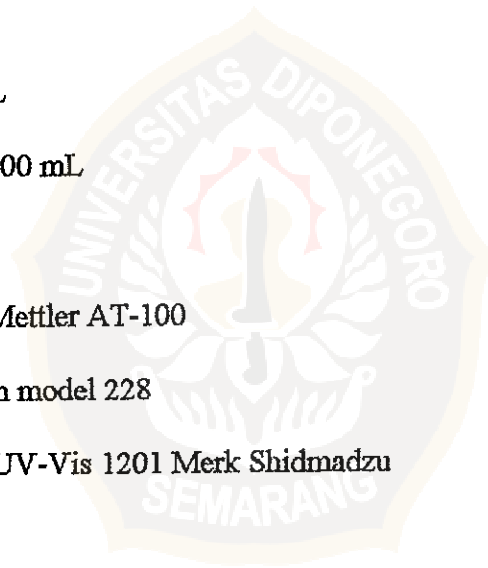 00 mL
Mettler AT-100
model 228
UV-Vis 1201 Merk Shidmadzu
UNIVERSITAS DIPONEGORO
SEMARANG